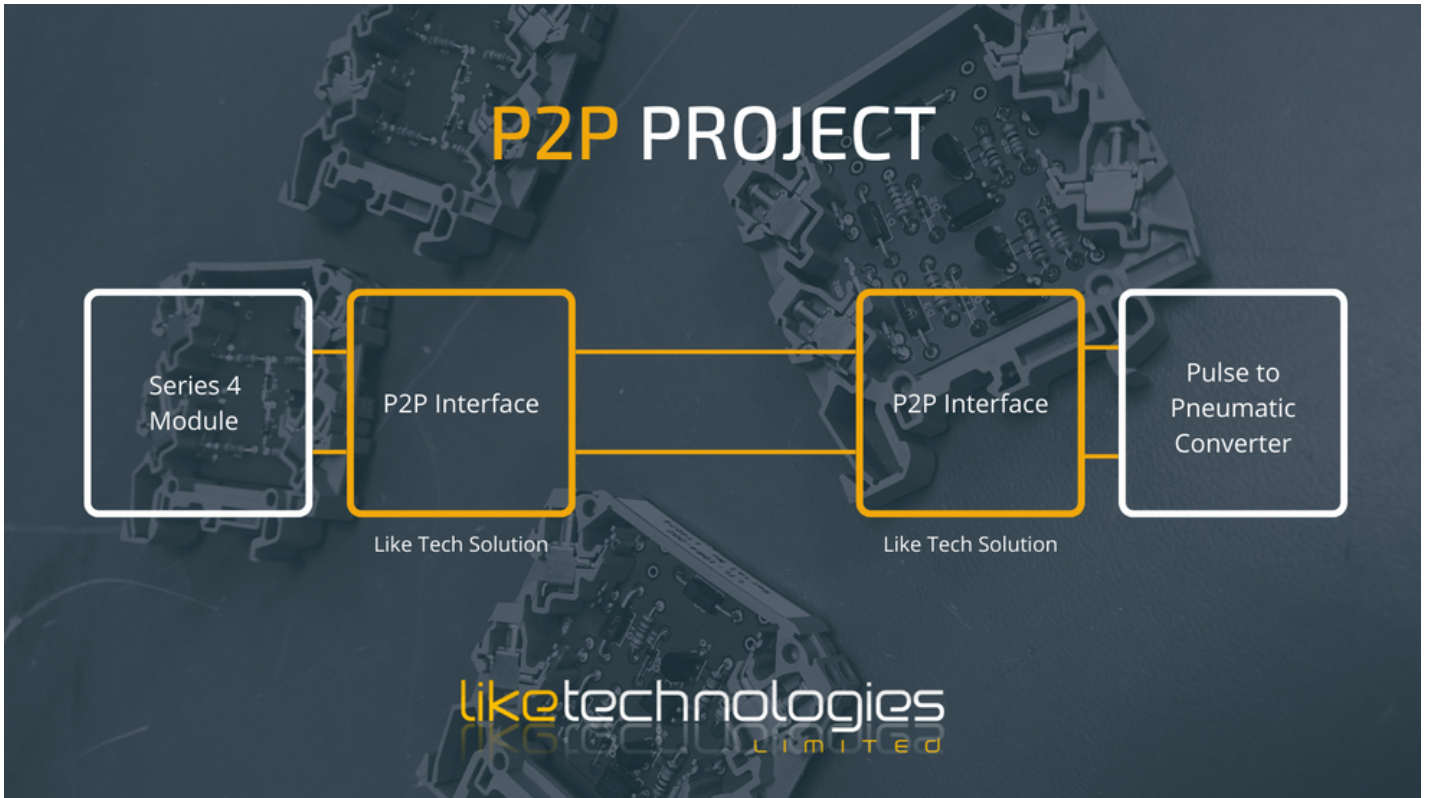 P2P PROJECT
Series 4
Module
P2P Interface
P2P Interface
Pulse to
Pneumatic
Converter
Like Tech Solution
Like Tech Solution
liketechnologies
LIMITED